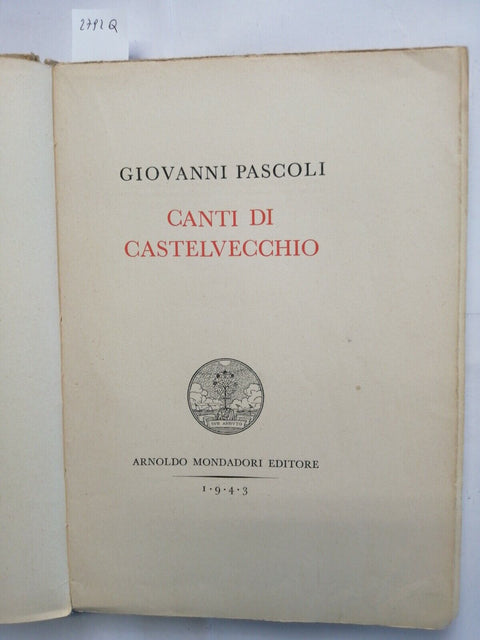 2792 Q
GIOVANNI PASCOLI
CANTI DI
CASTELVECCHIO
ARNOLDO MONDADORI EDITORE
1·9·4·3